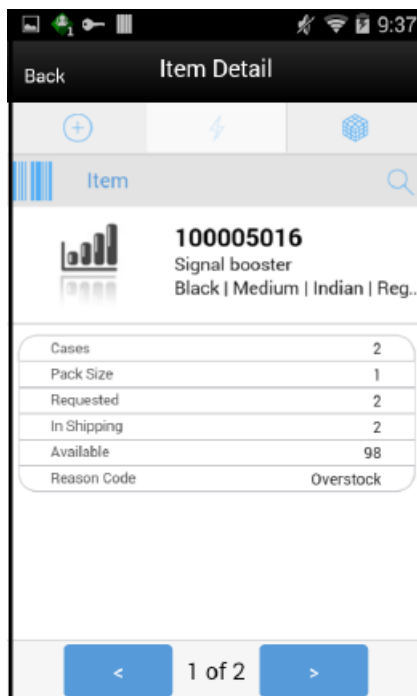 1 9:37
Back Item Detail
Item
100005016
Signal booster
Black | Medium | Indian | Reg..
Cases 2
Pack Size 1
Requested 2
In Shipping 2
Available 98
Reason Code Overstock
< 1 of 2 >